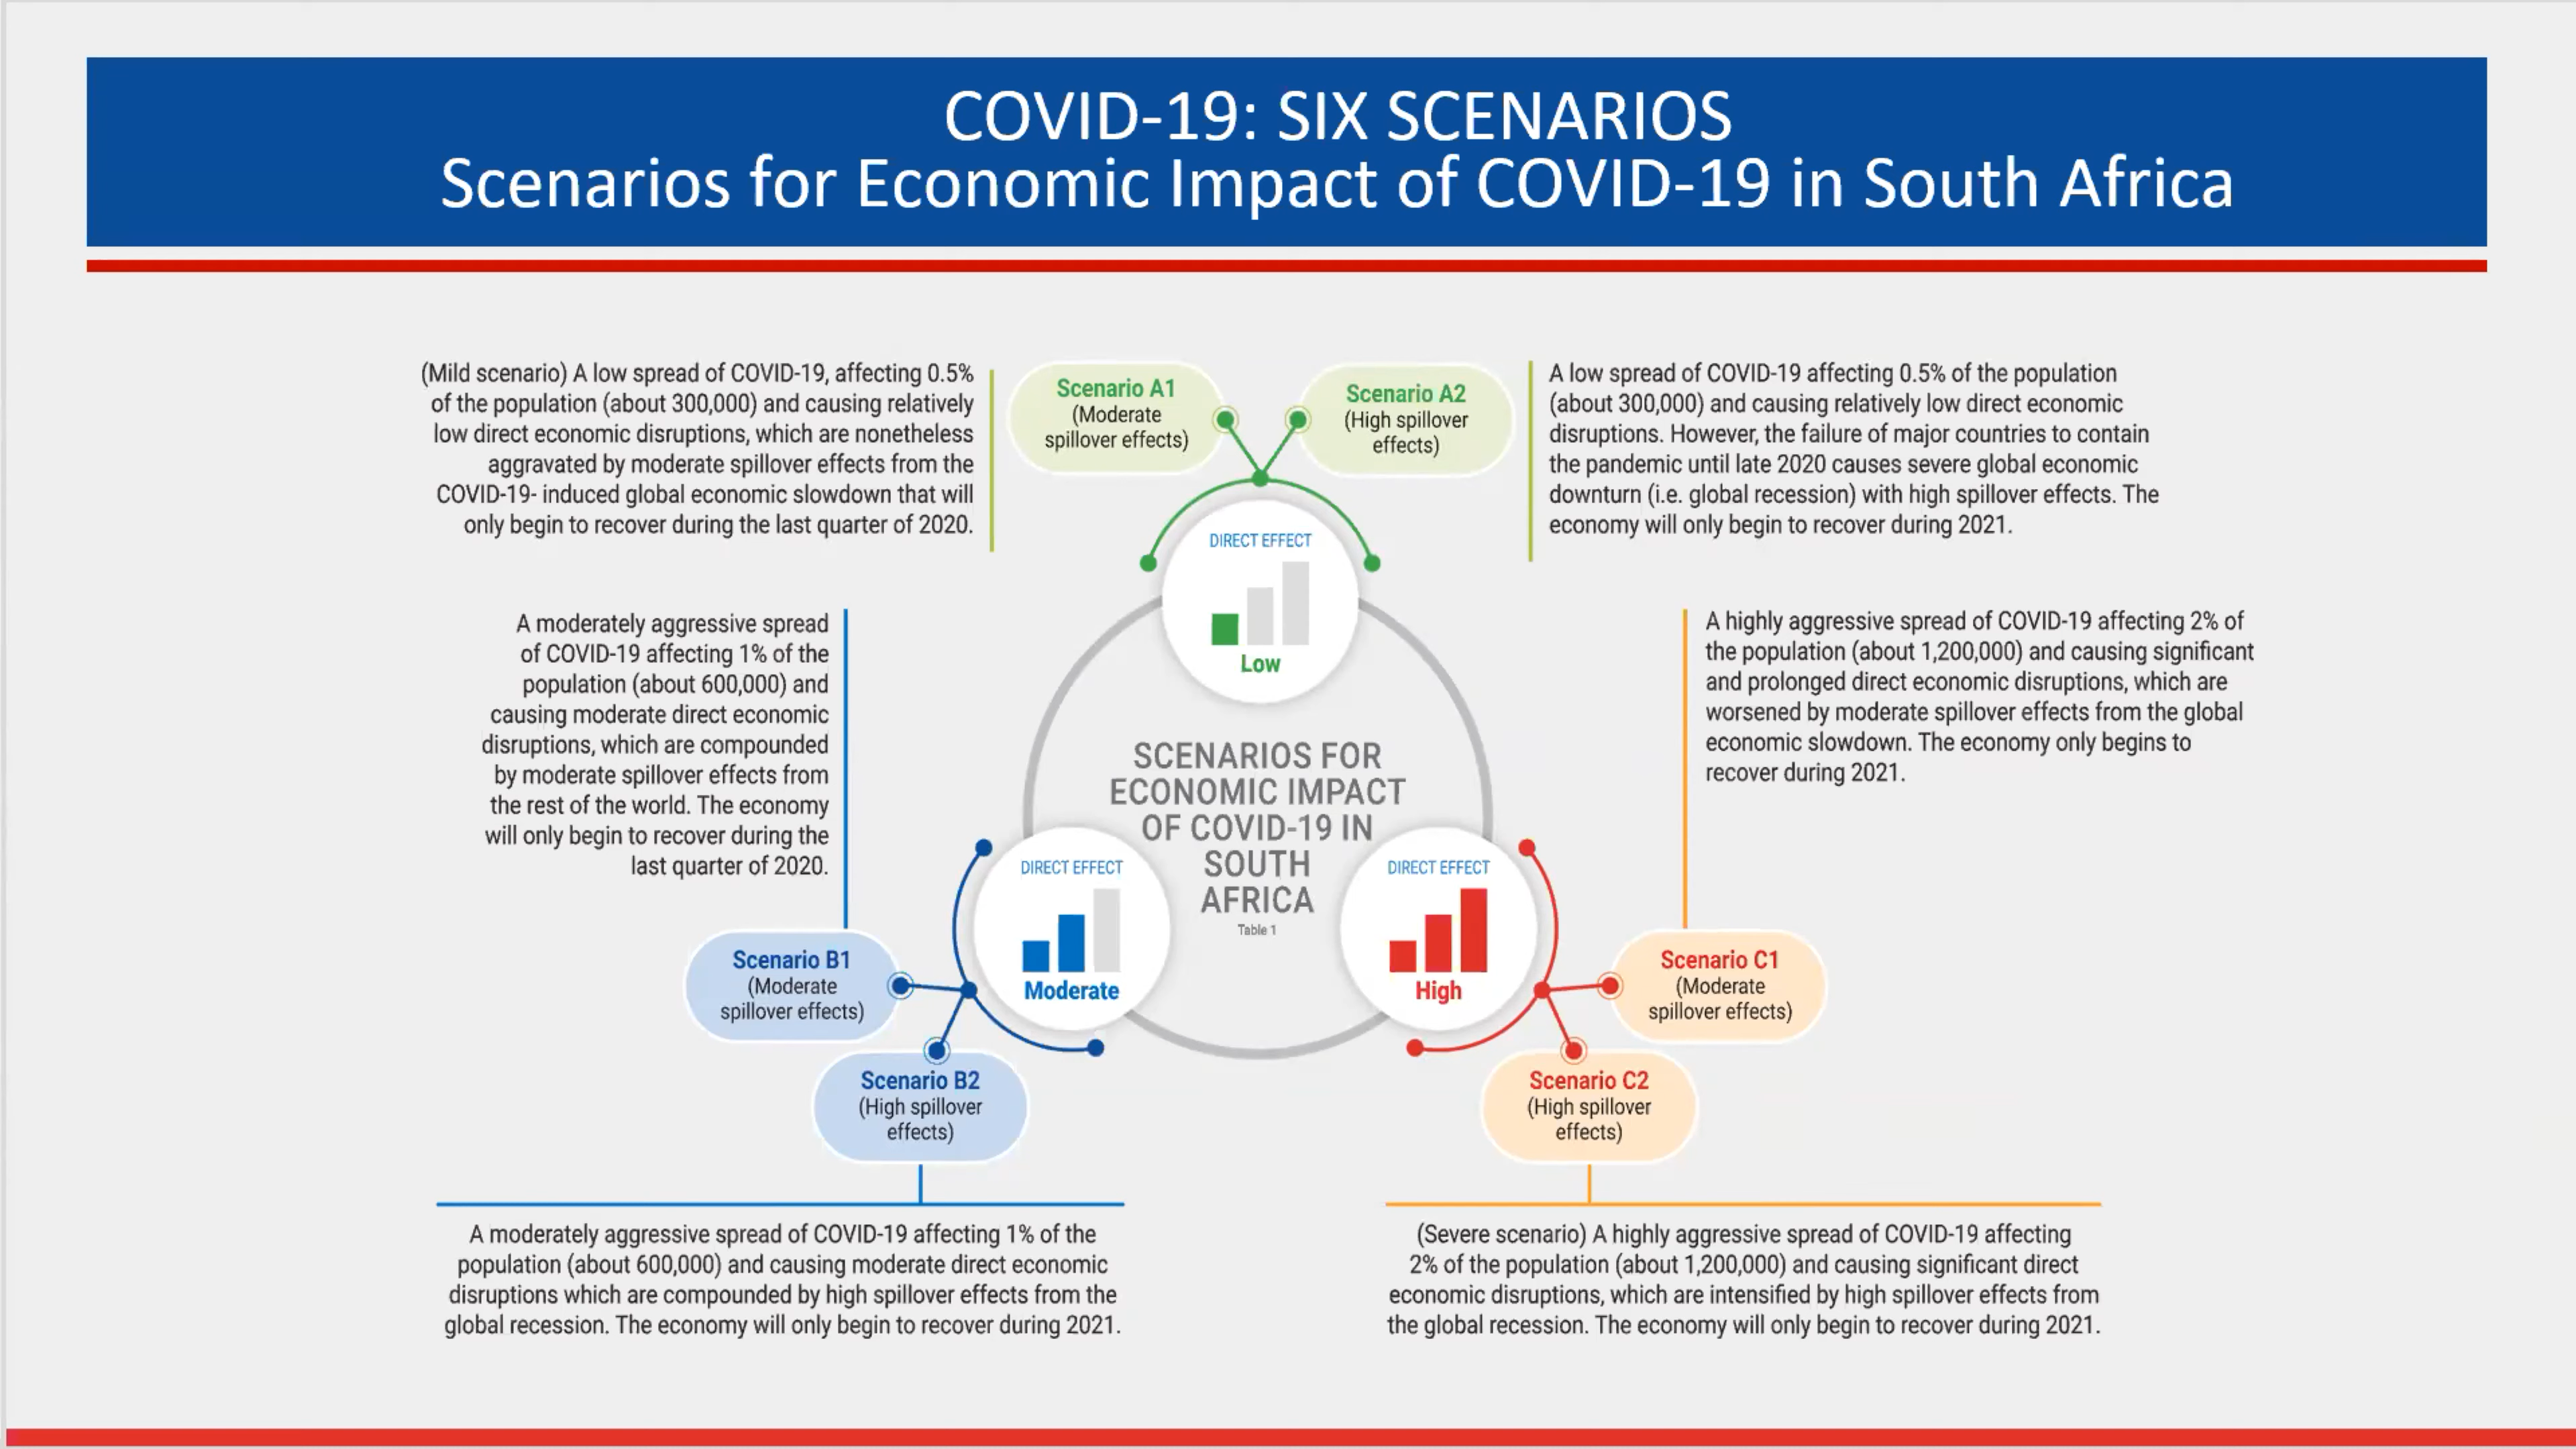 COVID-19: SIX SCENARIOS
Scenarios for Economic Impact of COVID-19 in South Africa
(Mild scenario) A low spread of COVID-19, affecting 0.5%
of the population (about 300,000) and causing relatively
low direct economic disruptions, which are nonetheless
aggravated by moderate spillover effects from the
COVID-19- induced global economic slowdown that will
only begin to recover during the last quarter of 2020.
Scenario A1
(Moderate
spillover effects)
Scenario A2
(High spillover
effects)
A low spread of COVID-19 affecting 0.5% of the population
(about 300,000) and causing relatively low direct economic
disruptions. However, the failure of major countries to contain
the pandemic until late 2020 causes severe global economic
downturn (i.e. global recession) with high spillover effects. The
economy will only begin to recover during 2021.
DIRECT EFFECT
Low
A moderately aggressive spread
of COVID-19 affecting 1% of the
population (about 600,000) and
causing moderate direct economic
disruptions, which are compounded
by moderate spillover effects from
the rest of the world. The economy
will only begin to recover during the
last quarter of 2020.
A highly aggressive spread of COVID-19 affecting 2% of
the population (about 1,200,000) and causing significant
and prolonged direct economic disruptions, which are
worsened by moderate spillover effects from the global
economic slowdown. The economy only begins to
recover during 2021.
SCENARIOS FOR
ECONOMIC IMPACT
OF COVID-19 IN
SOUTH
AFRICA
Table 1
DIRECT EFFECT
Moderate
DIRECT EFFECT
High
Scenario B1
(Moderate
spillover effects)
Scenario C1
(Moderate
spillover effects)
Scenario B2
(High spillover
effects)
Scenario C2
(High spillover
effects)
A moderately aggressive spread of COVID-19 affecting 1% of the
population (about 600,000) and causing moderate direct economic
disruptions which are compounded by high spillover effects from the
global recession. The economy will only begin to recover during 2021.
(Severe scenario) A highly aggressive spread of COVID-19 affecting
2% of the population (about 1,200,000) and causing significant direct
economic disruptions, which are intensified by high spillover effects from
the global recession. The economy will only begin to recover during 2021.